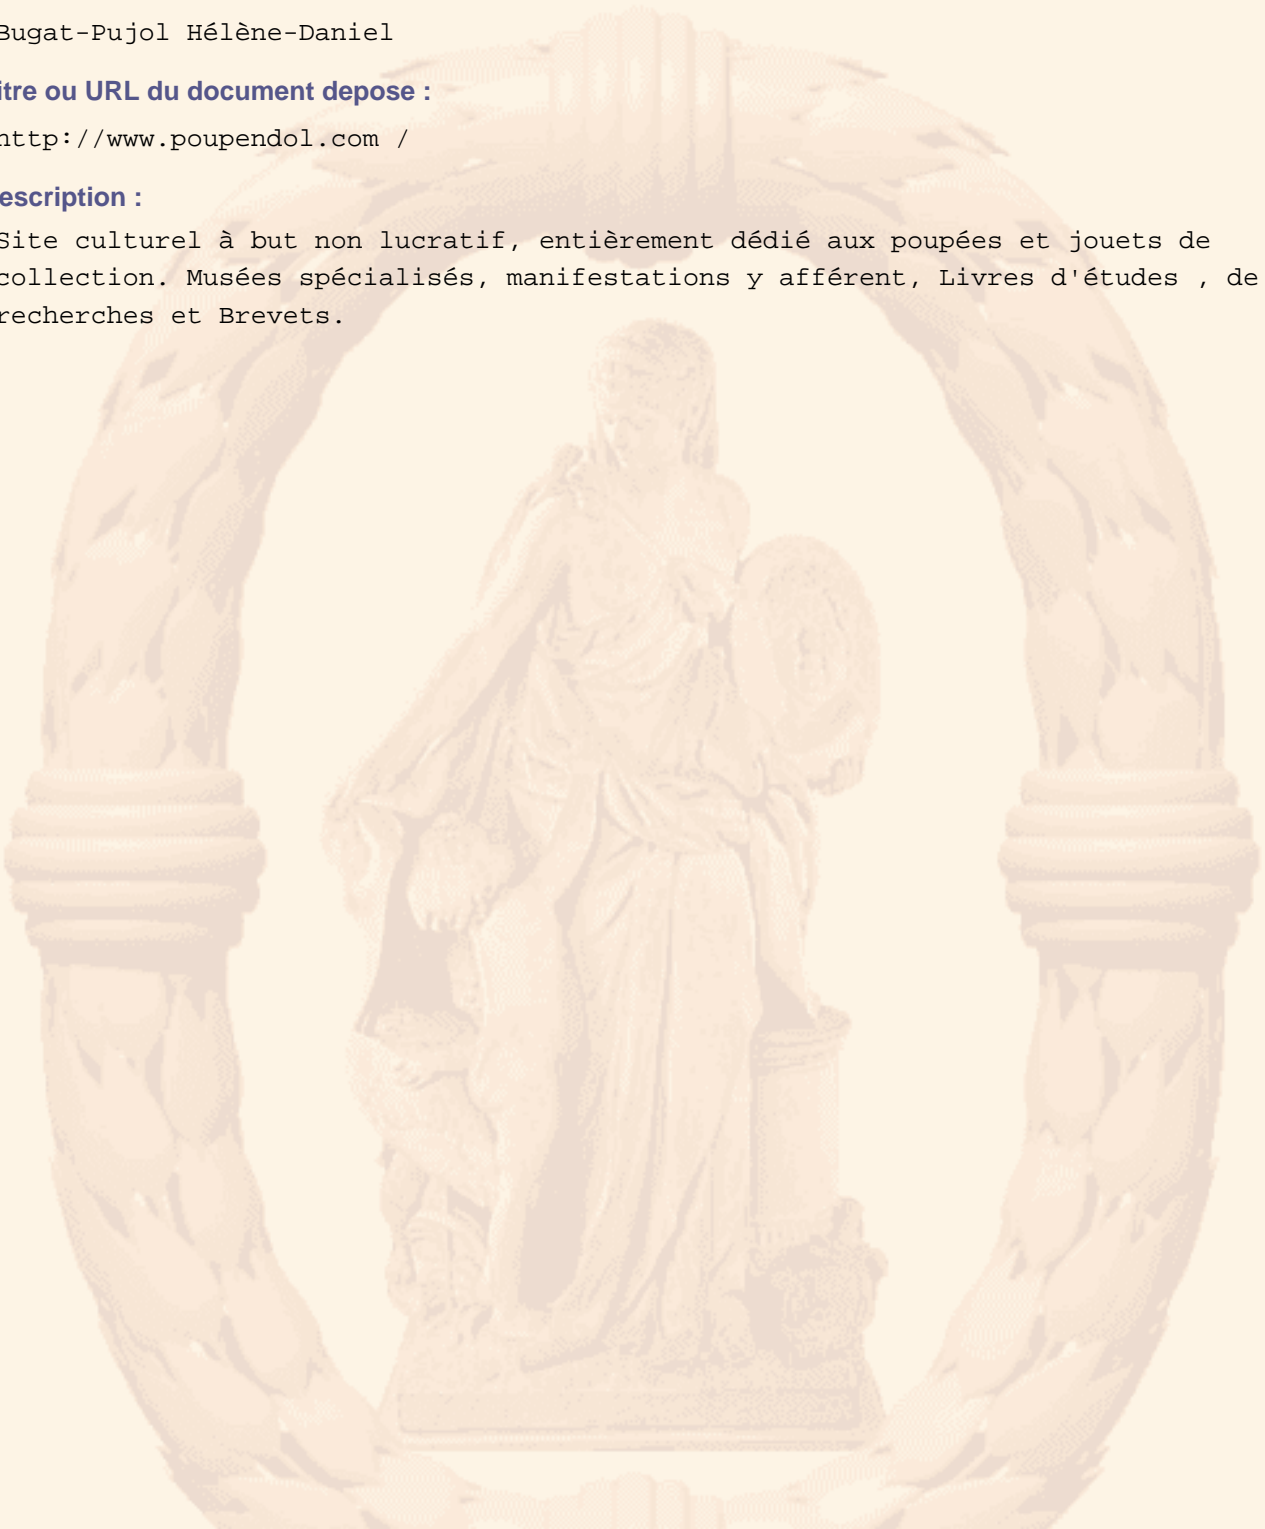 Bugat-Pujol Hélène-Daniel
itre ou URL du document depose :
http://www.poupendol.com /
escription :
Site culturel à but non lucratif, entièrement dédié aux poupées et jouets de
collection. Musées spécialisés, manifestations y afférent, Livres d'études , de
recherches et Brevets.